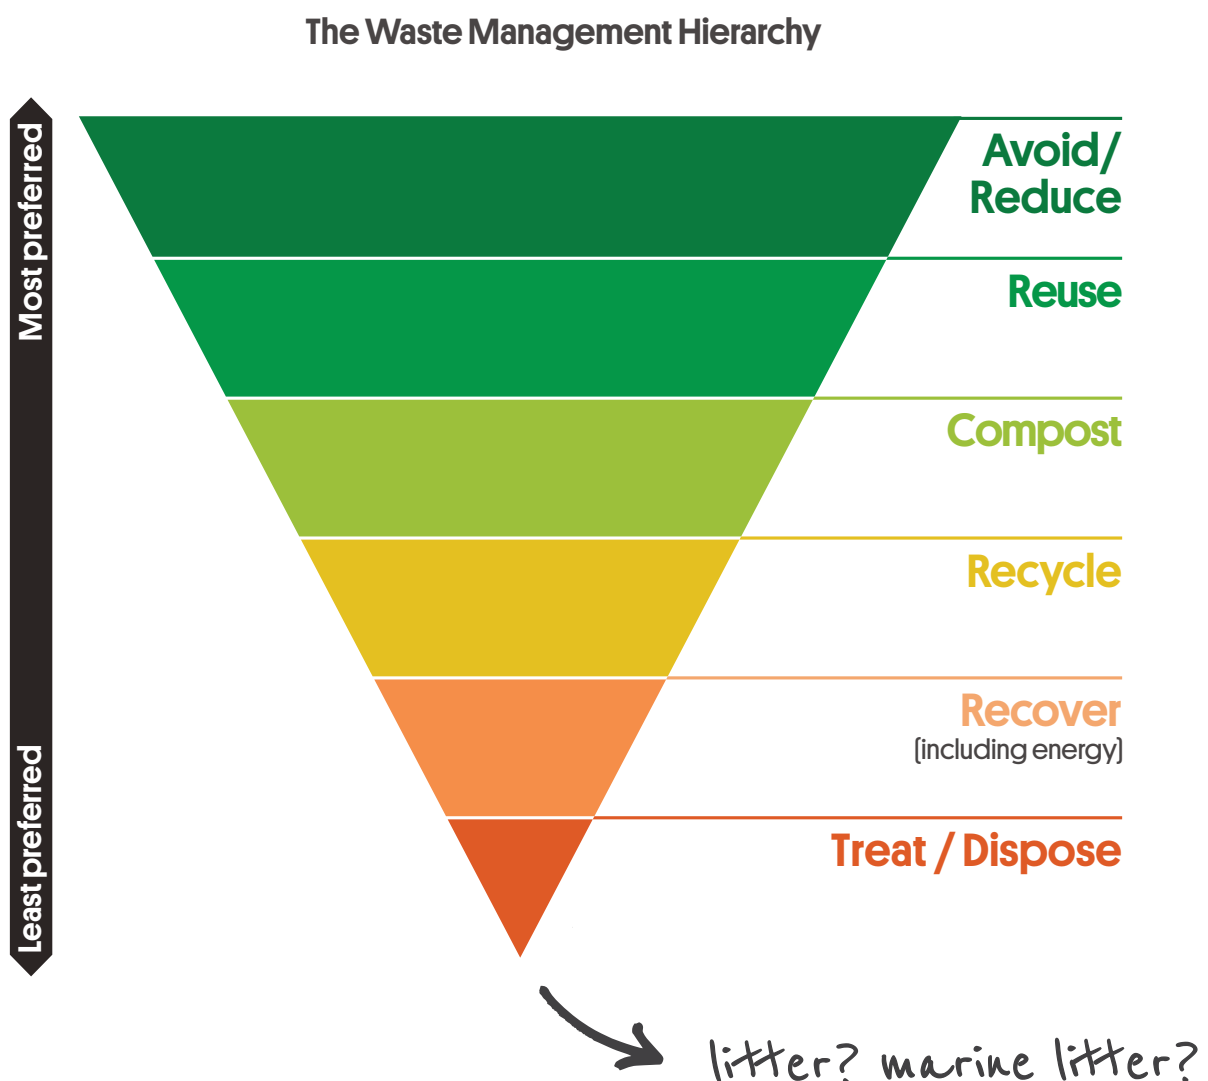 The Waste Management Hierarchy
Most preferred
Avoid/
Reduce
Reuse
Compost
Recycle
Recover
(including energy)
Treat / Dispose
Least preferred
litter? marine litter?